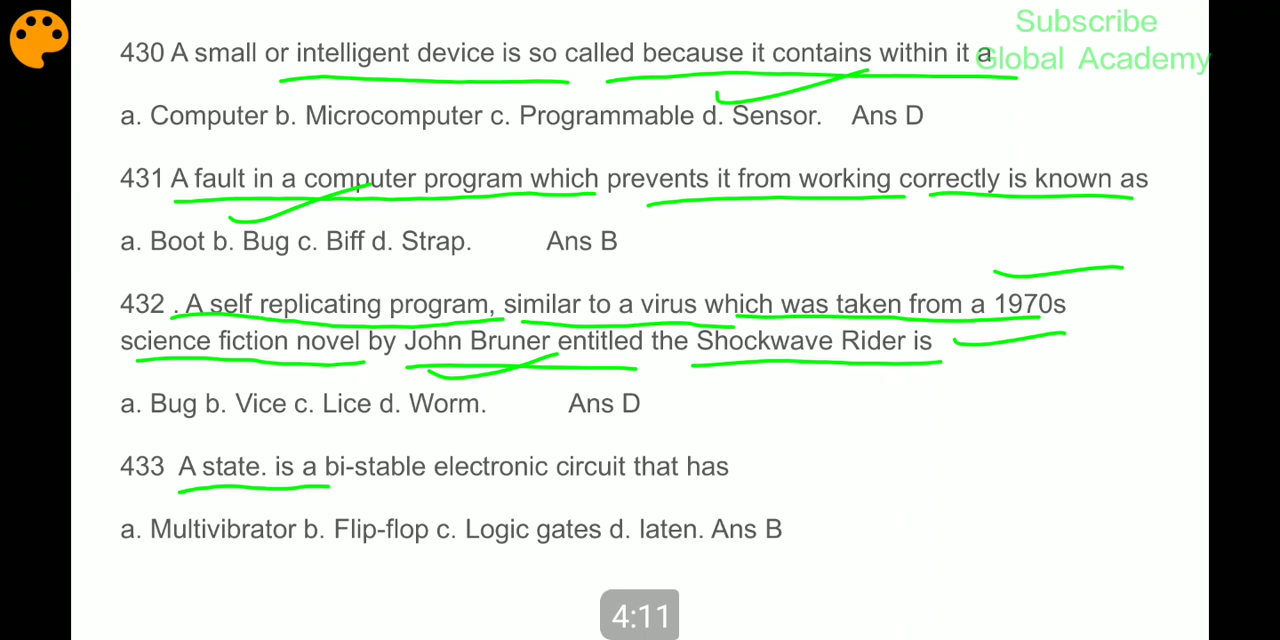 Subscribe
Global Academy
430 A small or intelligent device is so called because it contains within it a
a. Computer b. Microcomputer c. Programmable d. Sensor. Ans D
431 A fault in a computer program which prevents it from working correctly is known as
a. Boot b. Bug c. Biff d. Strap. Ans B
432 . A self replicating program, similar to a virus which was taken from a 1970s
science fiction novel by John Bruner entitled the Shockwave Rider is
a. Bug b. Vice c. Lice d. Worm. Ans D
433 A state. is a bi-stable electronic circuit that has
a. Multivibrator b. Flip-flop c. Logic gates d. laten. Ans B
4:11